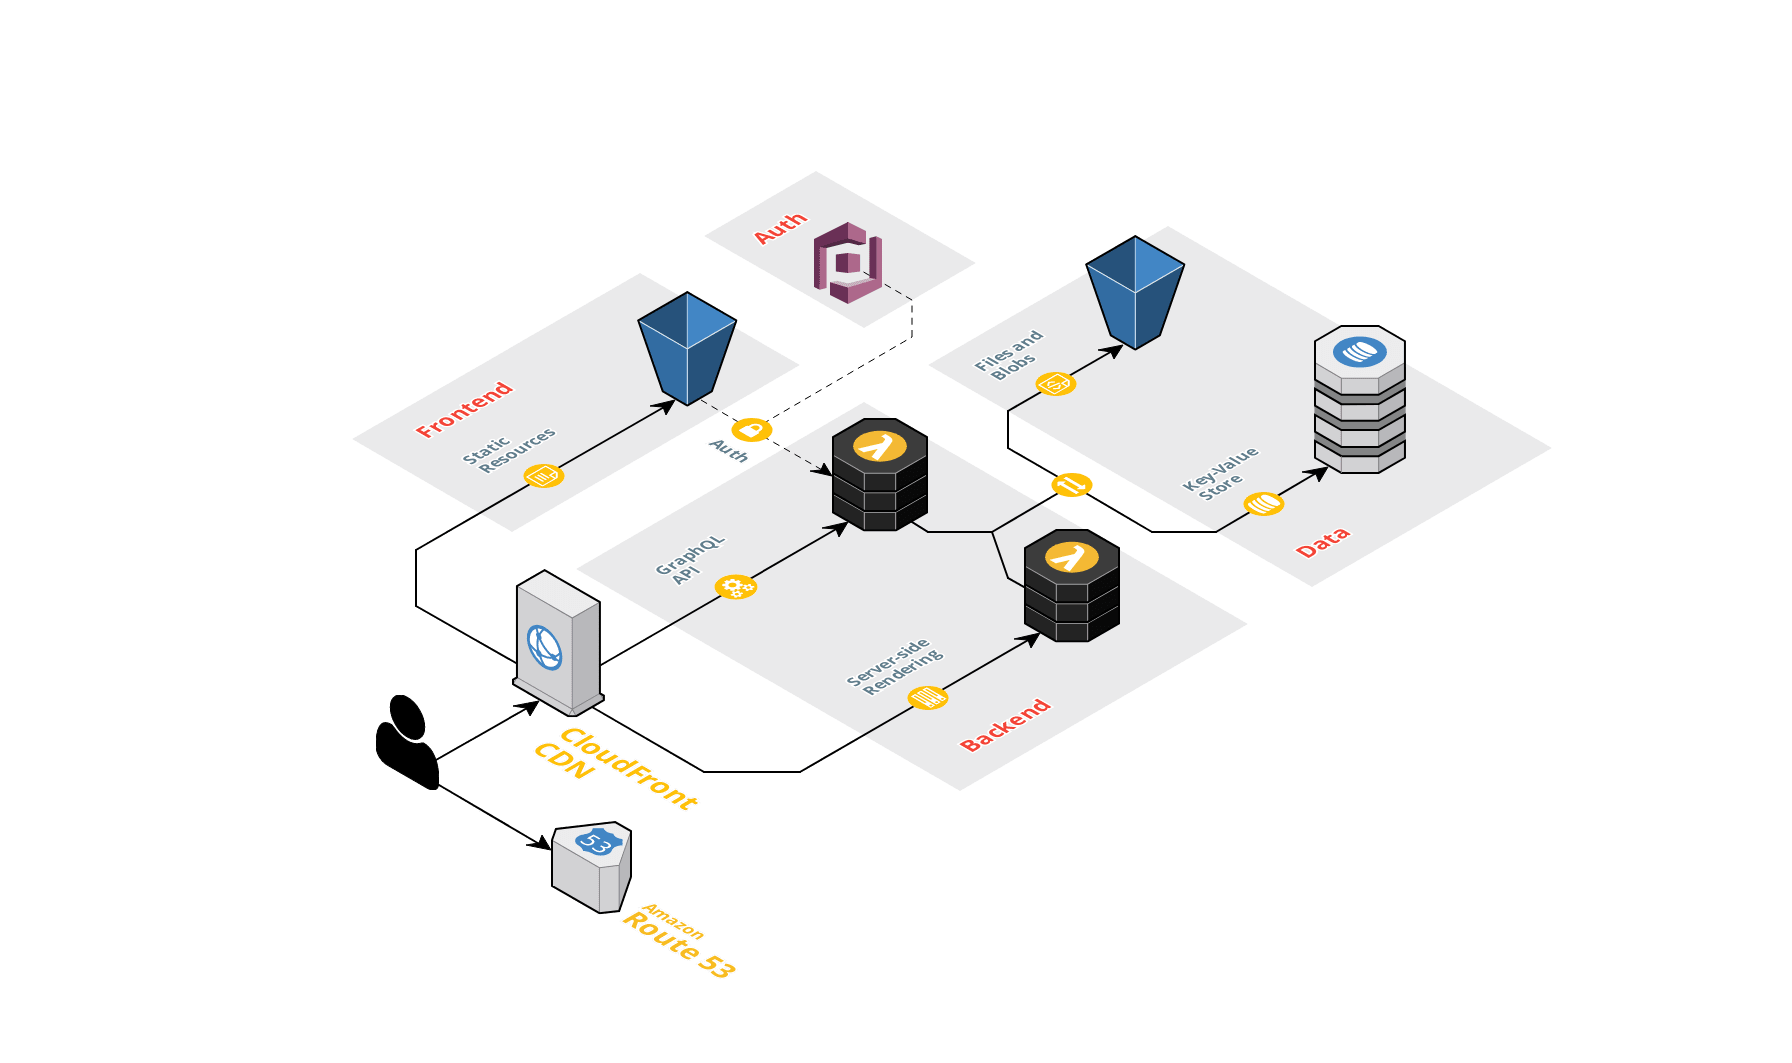 Auth
Frontend
Static
Resources
Auth
Files and
Blobs
Key-Value
Store
Data
GraphQL
API
Server-side
Rendering
Backend
CloudFront
CDN
53
Amazon
Route 53